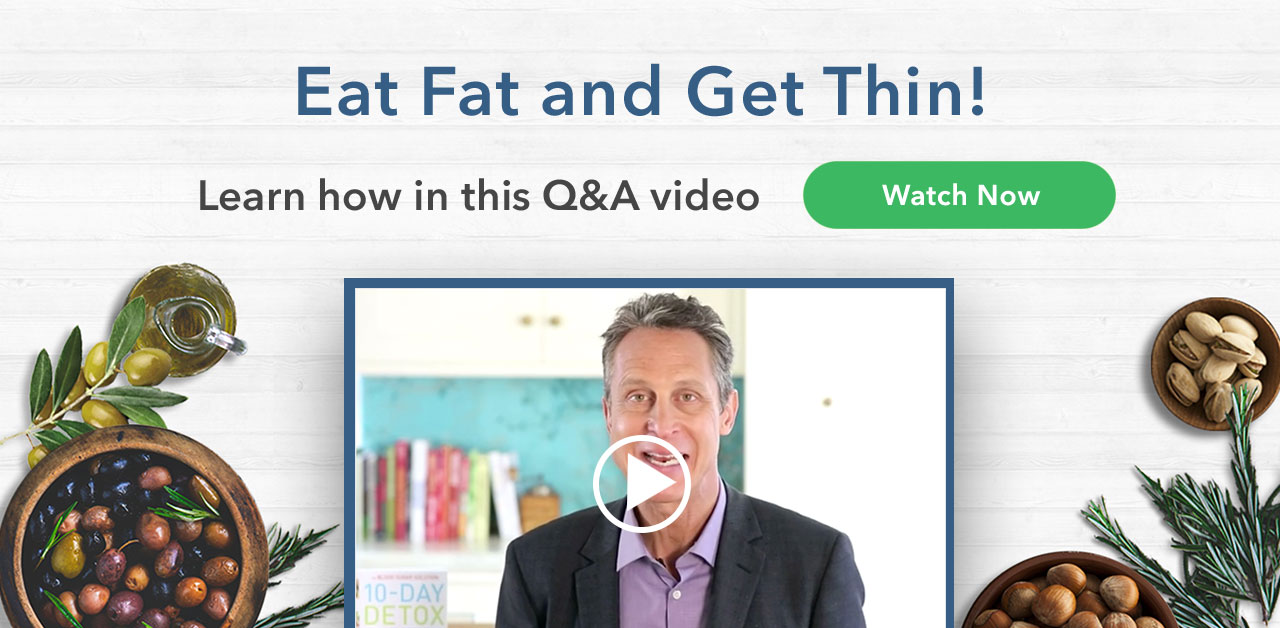 Eat Fat and Get Thin!
Learn how in this Q&A video
Watch Now
10-DAY
DETOX